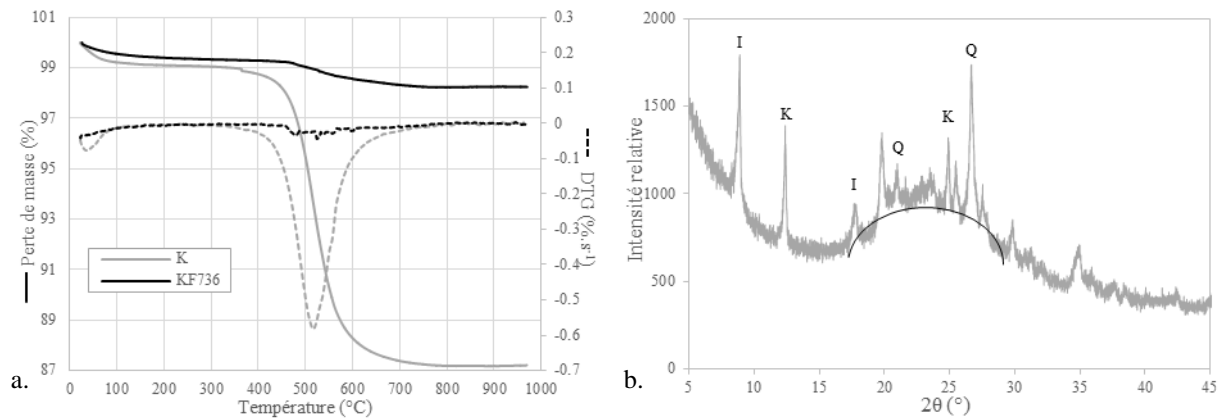 101
99
97
95
93
91
89
87
Perte de masse (%)
0.3
0.2
0.1
0
-0.1
-0.2
-0.3
-0.4
-0.5
-0.6
-0.7
DTG (%.s-1)
K
KF736
0 100 200 300 400 500 600 700 800 900 1000
Température (°C)
a.
2000
1500
1000
500
0
Intensité relative
I
K
I
Q
K
Q
5 10 15 20 25 30 35 40 45
2θ (°)
b.